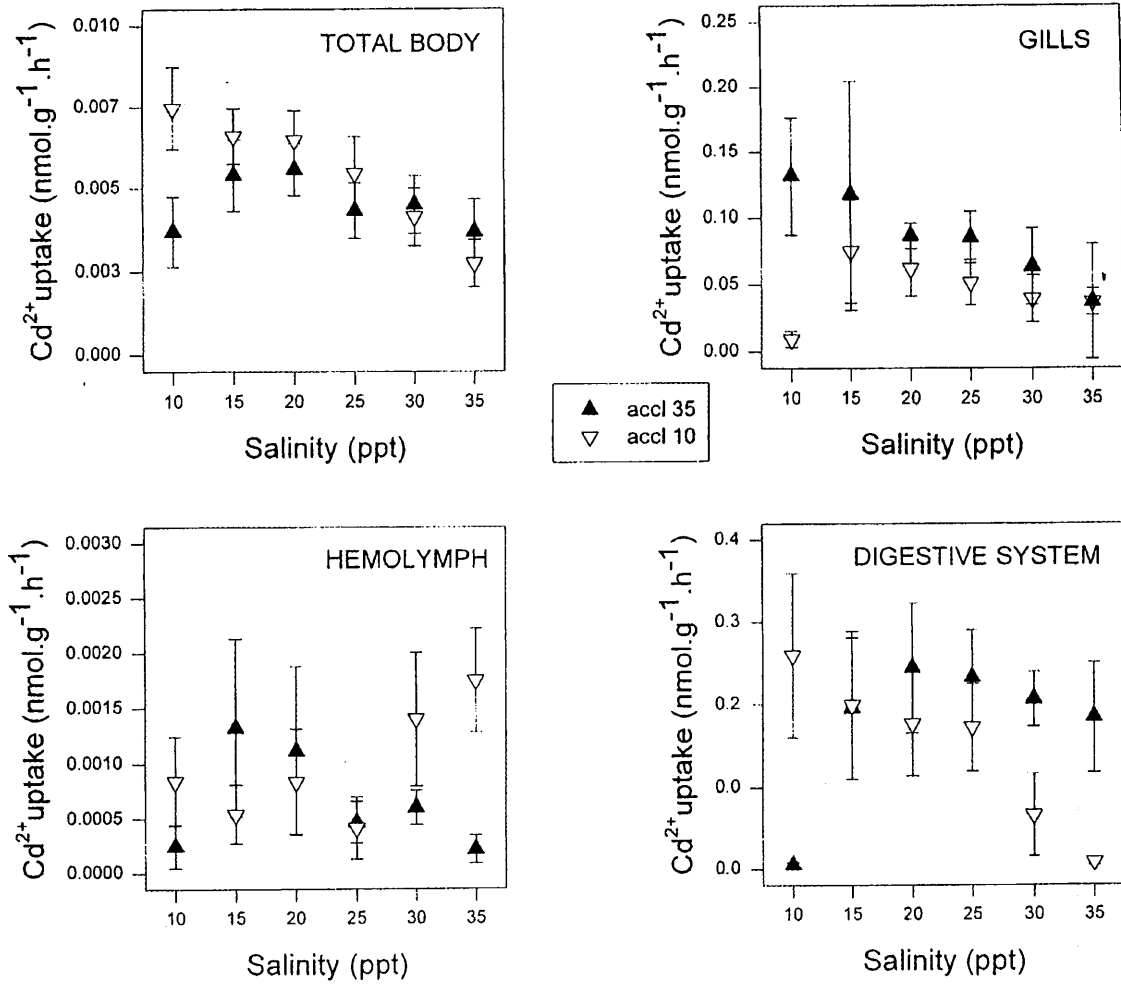 TOTAL BODY
Cd2+uptake (nmol.g-1.h-1)
0.010
0.007
0.005
0.003
0.000
10 15 20 25 30 35
Salinity (ppt)
GILLS
Cd2+uptake (nmol.g-1.h-1)
0.25
0.20
0.15
0.10
0.05
0.00
10 15 20 25 30 35
Salinity (ppt)
accl 35
accl 10
HEMOLYMPH
Cd2+uptake (nmol.g-1.h-1)
0.0030
0.0025
0.0020
0.0015
0.0010
0.0005
0.0000
10 15 20 25 30 35
Salinity (ppt)
DIGESTIVE SYSTEM
Cd2+uptake (nmol.g-1.h-1)
0.4
0.3
0.2
0.0
0.0
10 15 20 25 30 35
Salinity (ppt)